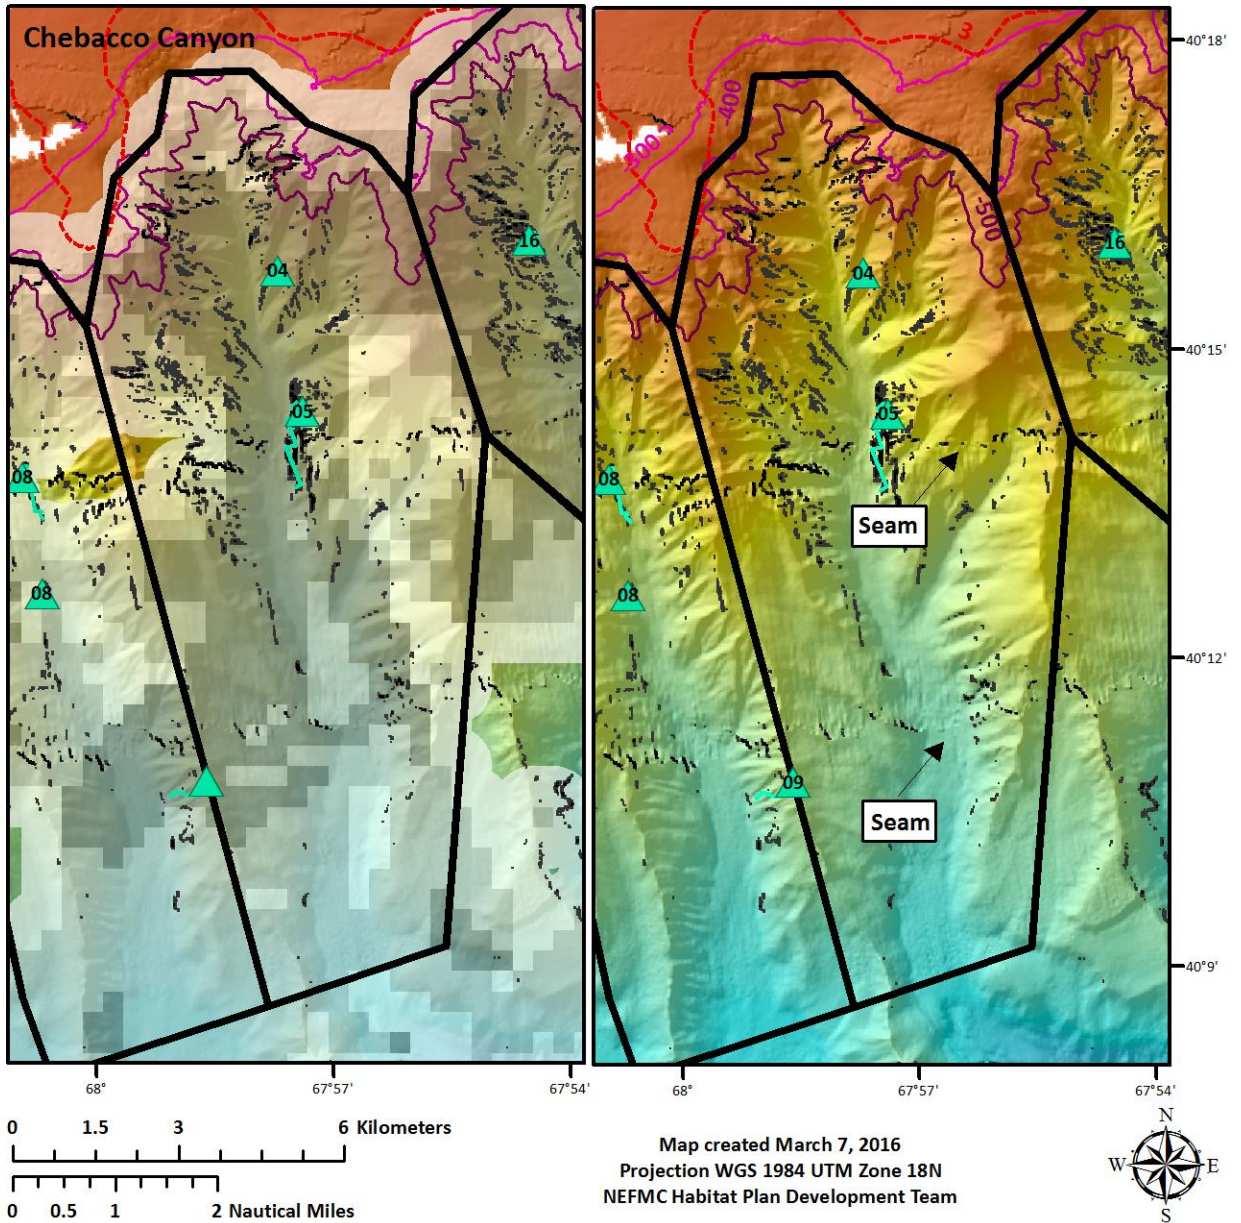 Chebacco Canyon
16
04
05
08
08
3
-400
-300
-500
16
04
05
08
08
Seam
Seam
09
40°18'
40°15'
40°12'
40°9'
68°
67°57'
67°54'
68°
67°57'
67°54'
0 1.5 3 6 Kilometers
0 0.5 1 2 Nautical Miles
Map created March 7, 2016
Projection WGS 1984 UTM Zone 18N
NEFMC Habitat Plan Development Team
N
W E
S